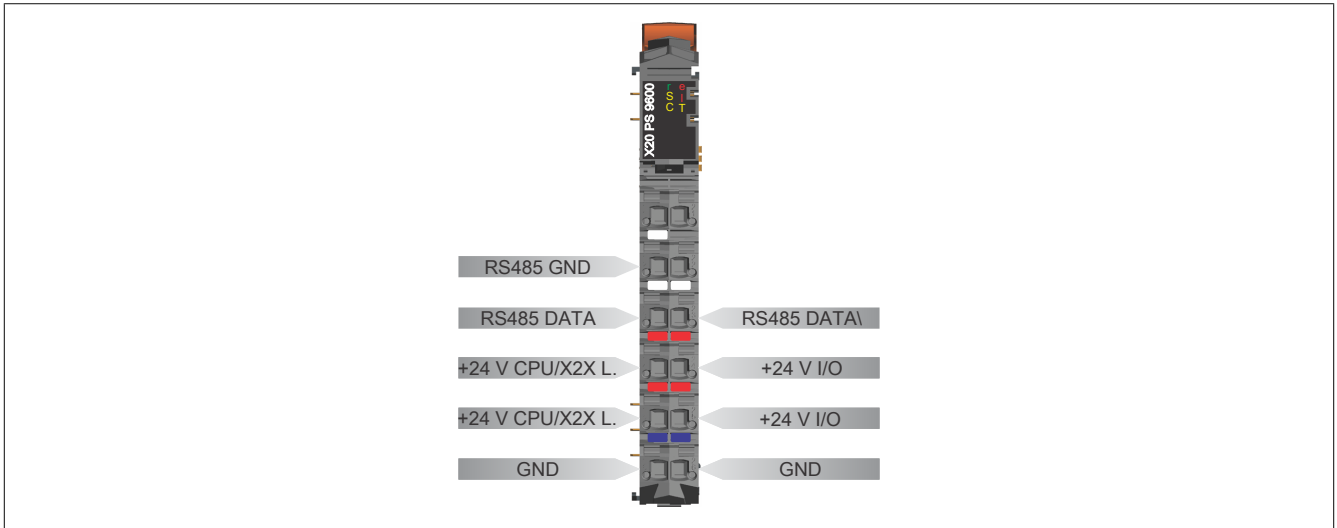 X20 PS 9600
r e
S I
C T
RS485 GND
RS485 DATA
RS485 DATA\
+24 V CPU/X2X L.
+24 V I/O
+24 V CPU/X2X L.
+24 V I/O
GND
GND